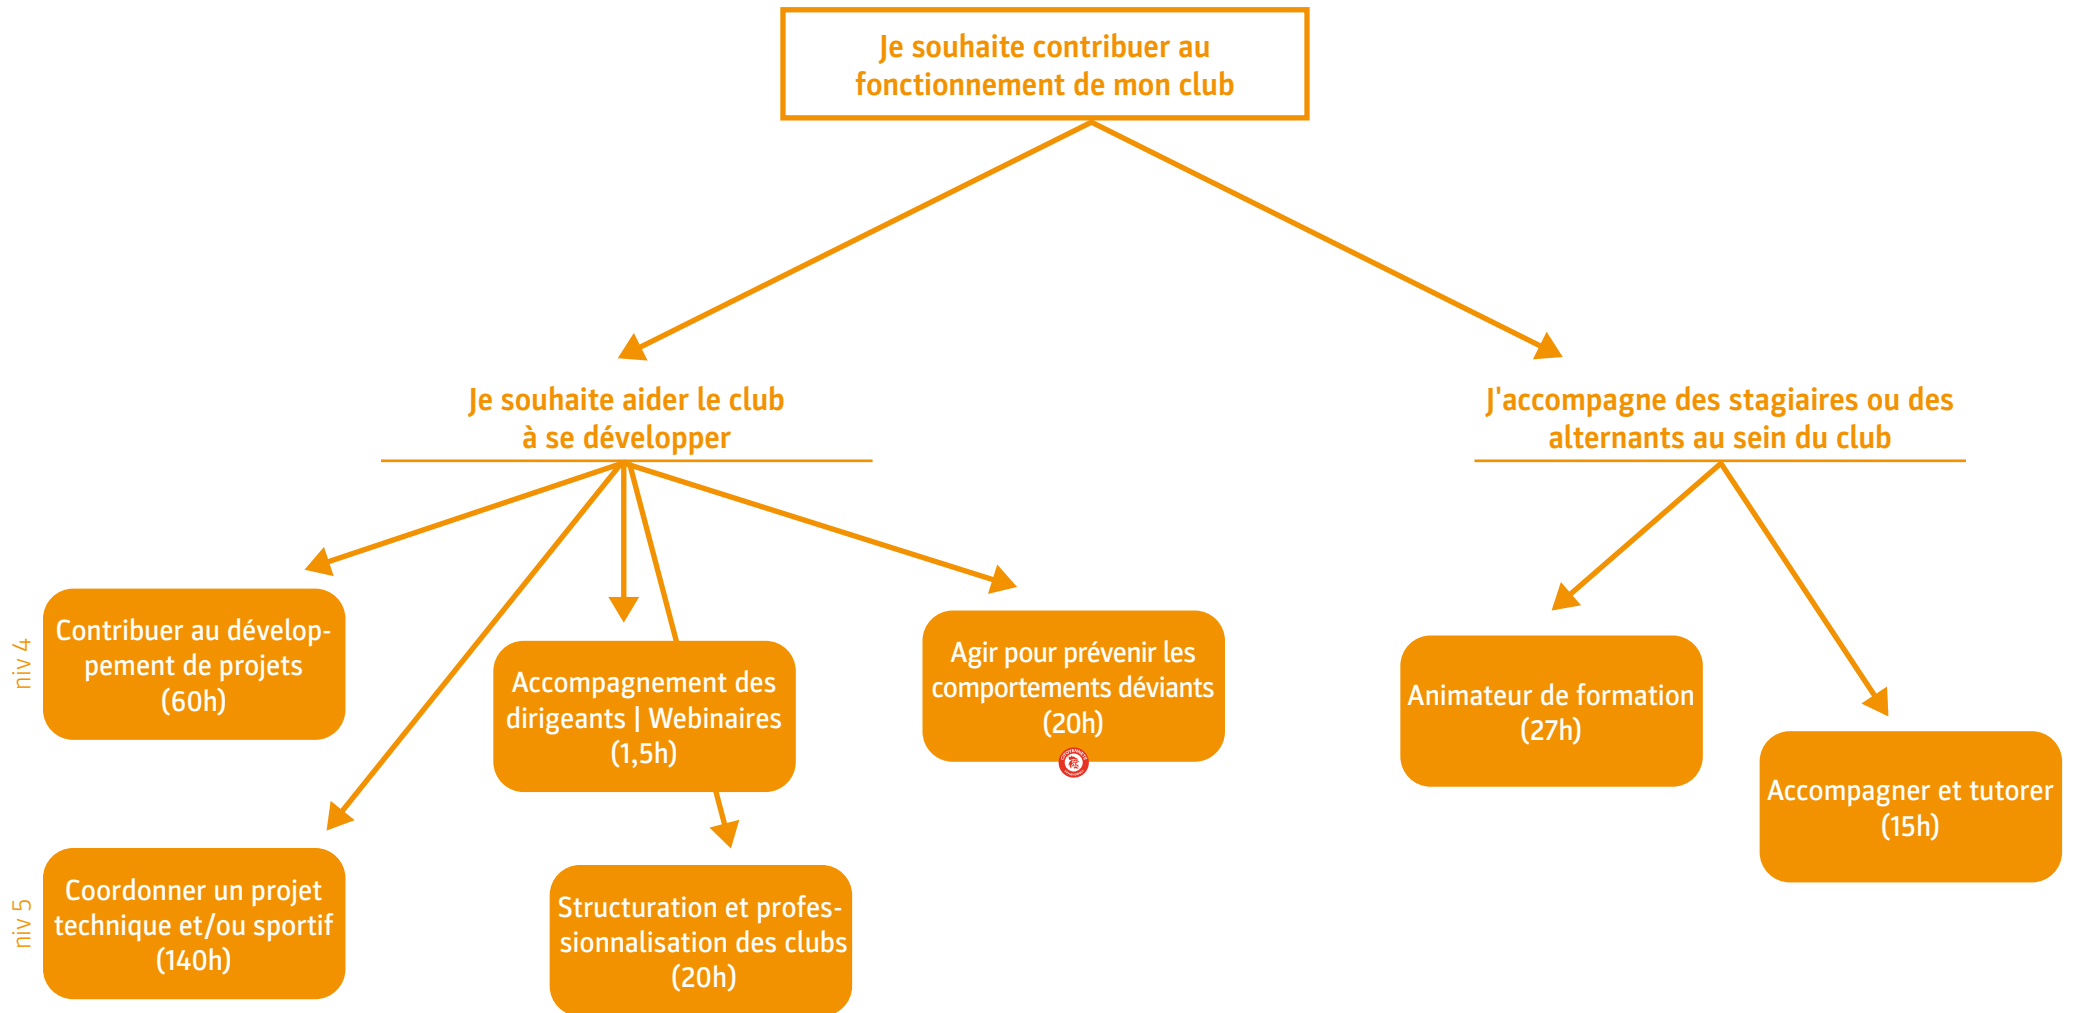 Je souhaite contribuer au
fonctionnement de mon club
Je souhaite aider le club
à se développer
J'accompagne des stagiaires ou des
alternants au sein du club
niv 4
Contribuer au dévelop-
pement de projets
(60h)
Accompagnement des
dirigeants | Webinaires
(1,5h)
Agir pour prévenir les
comportements déviants
(20h)
Animateur de formation
(27h)
Accompagner et tutorer
(15h)
niv 5
Coordonner un projet
technique et/ou sportif
(140h)
Structuration et profes-
sionnalisation des clubs
(20h)